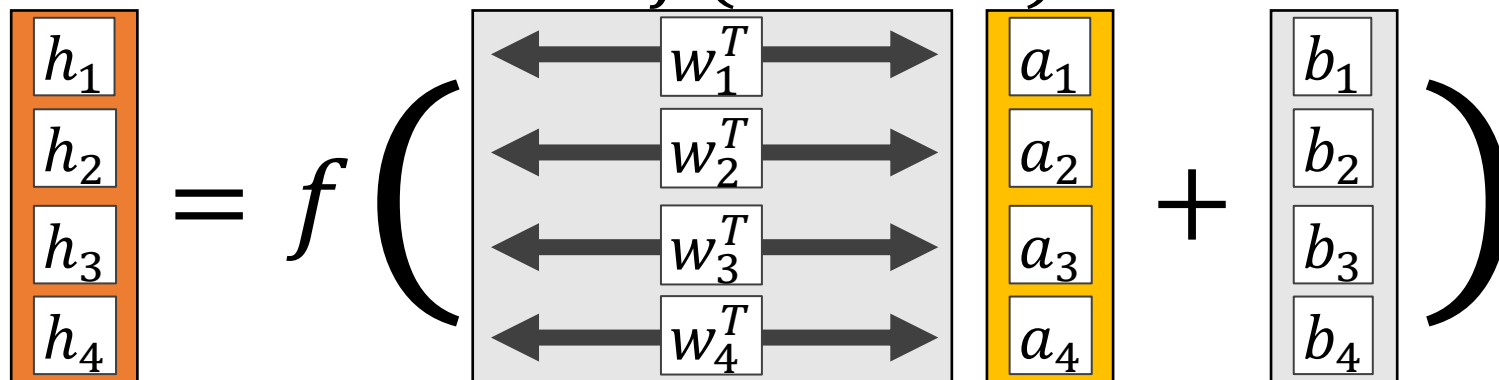 h₁ w₁ᵀ a₁ b₁
h₂ w₂ᵀ a₂ b₂
= f ( + )
h₃ w₃ᵀ a₃ b₃
h₄ w₄ᵀ a₄ b₄